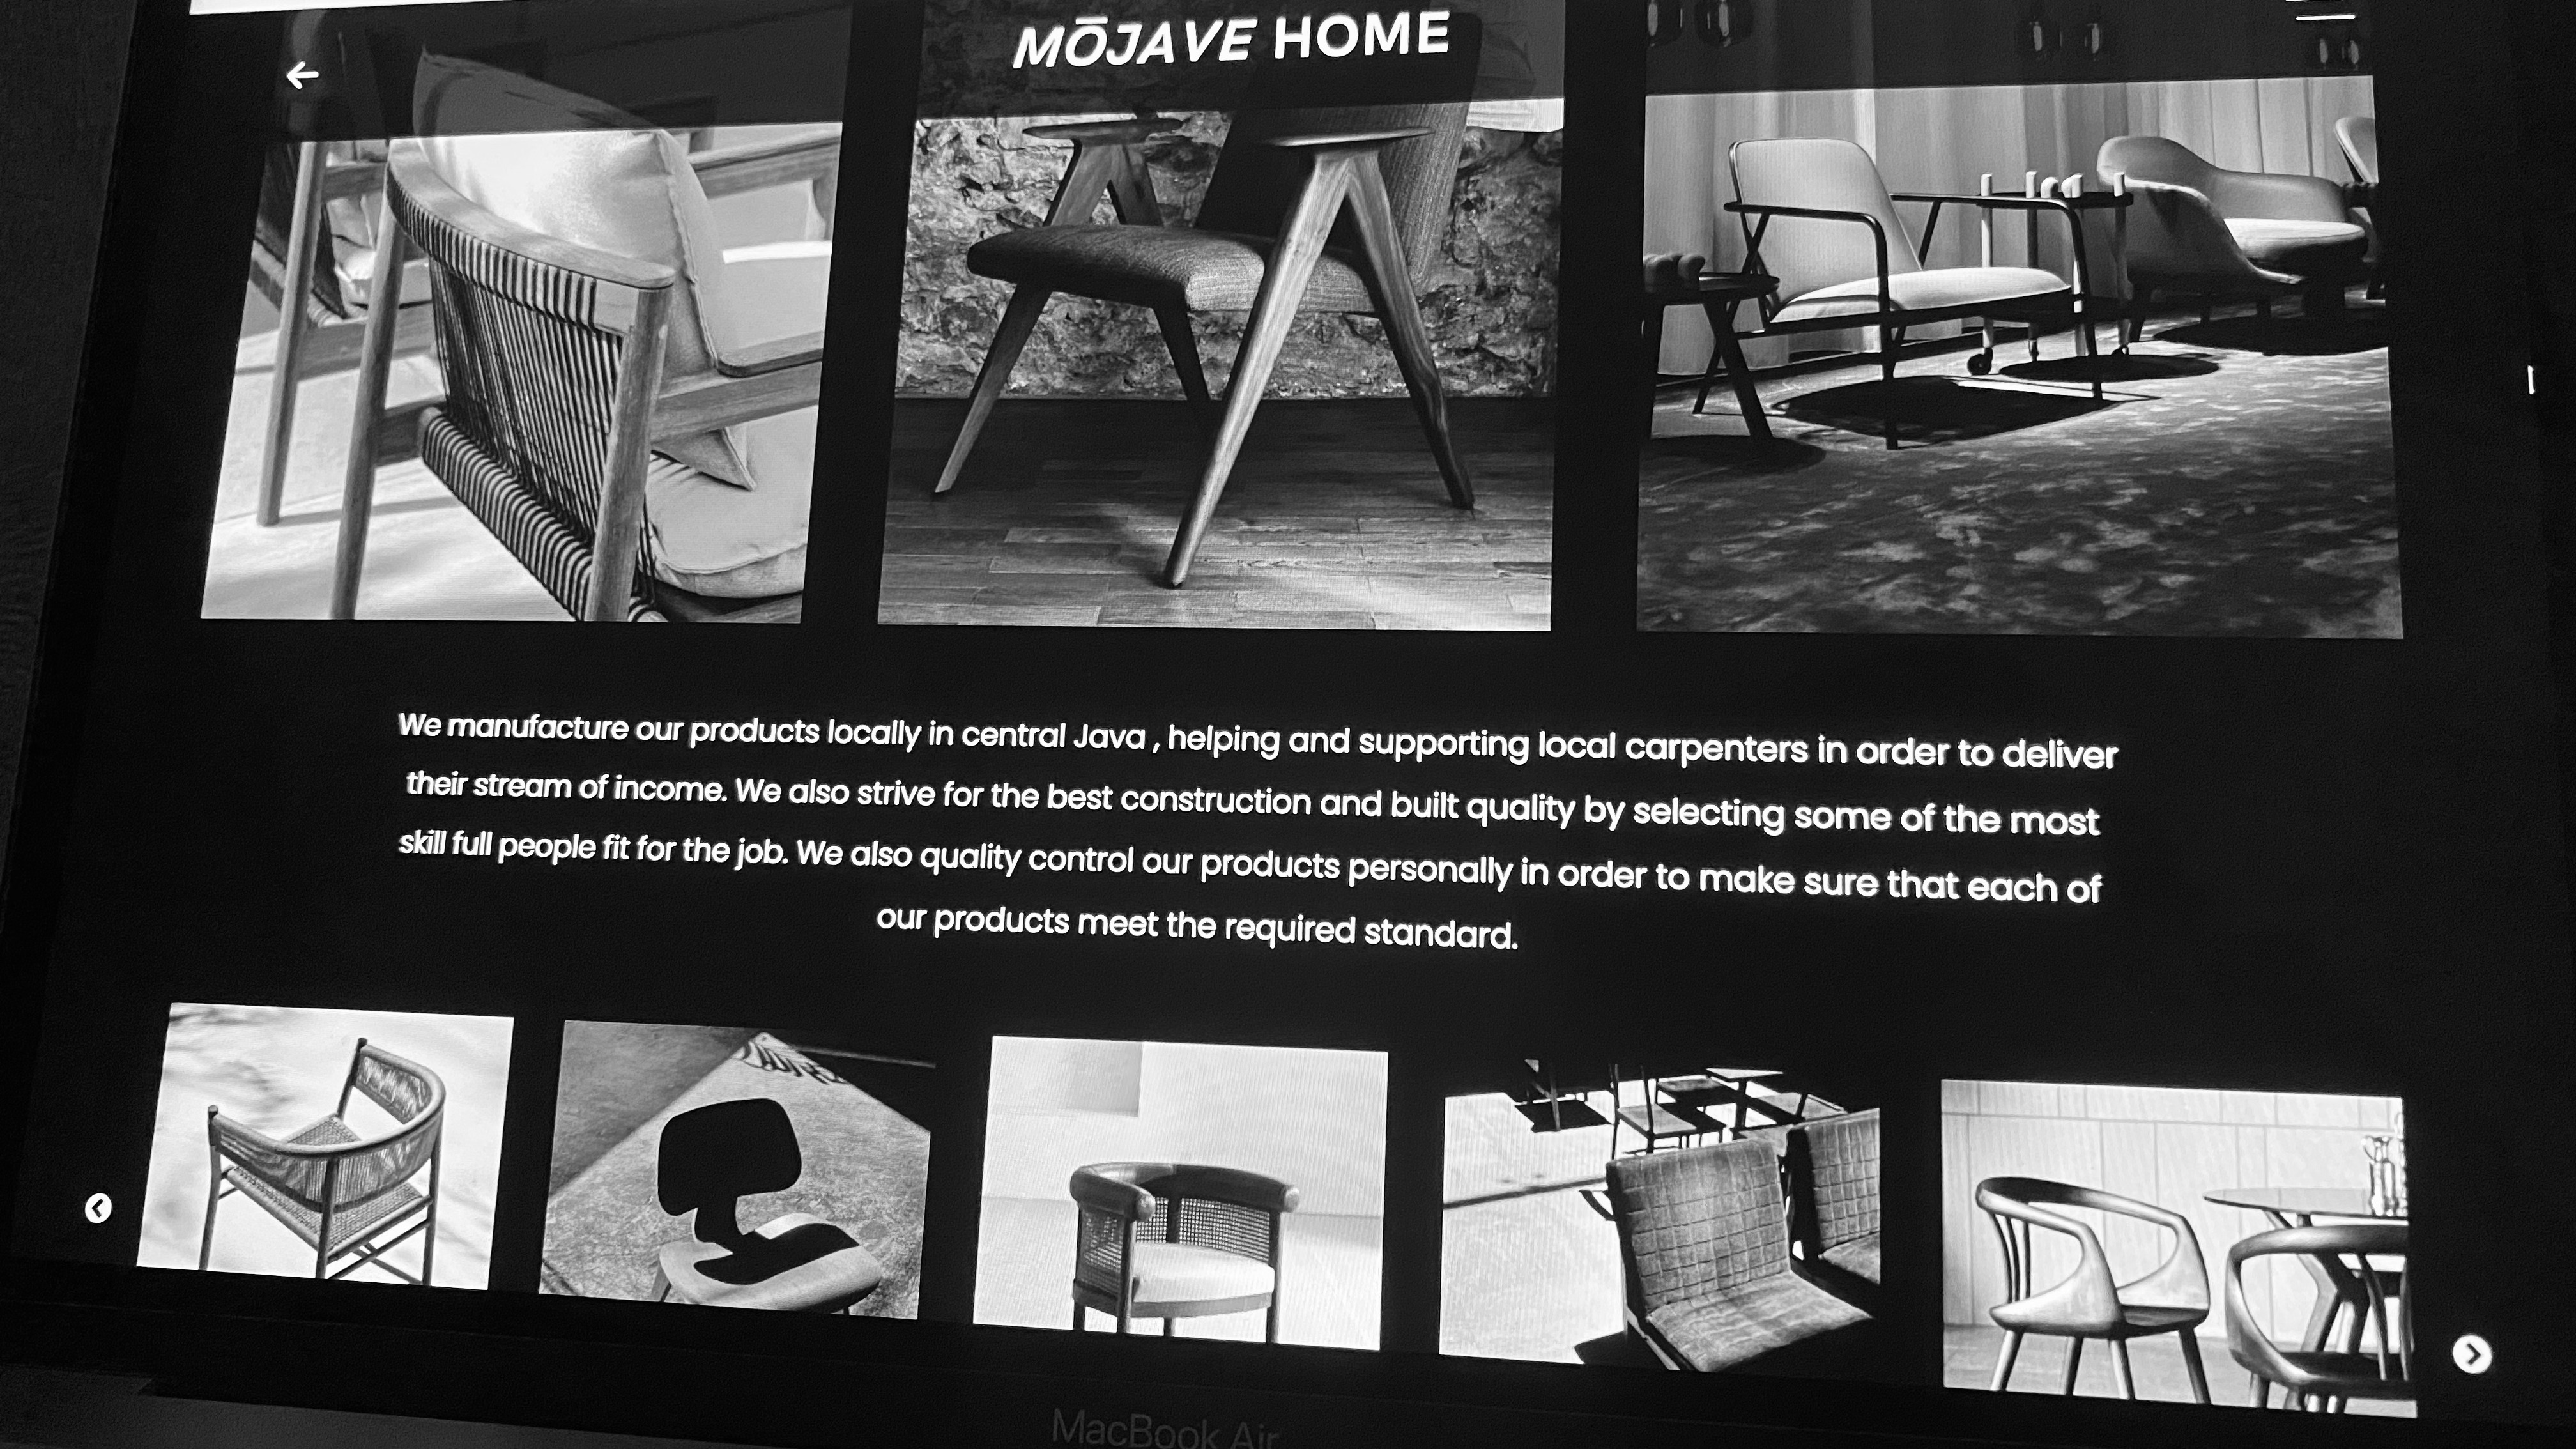 MŌJAVE HOME
We manufacture our products locally in central Java , helping and supporting local carpenters in order to deliver
their stream of income. We also strive for the best construction and built quality by selecting some of the most
skill full people fit for the job. We also quality control our products personally in order to make sure that each of
our products meet the required standard.
MacBook Air